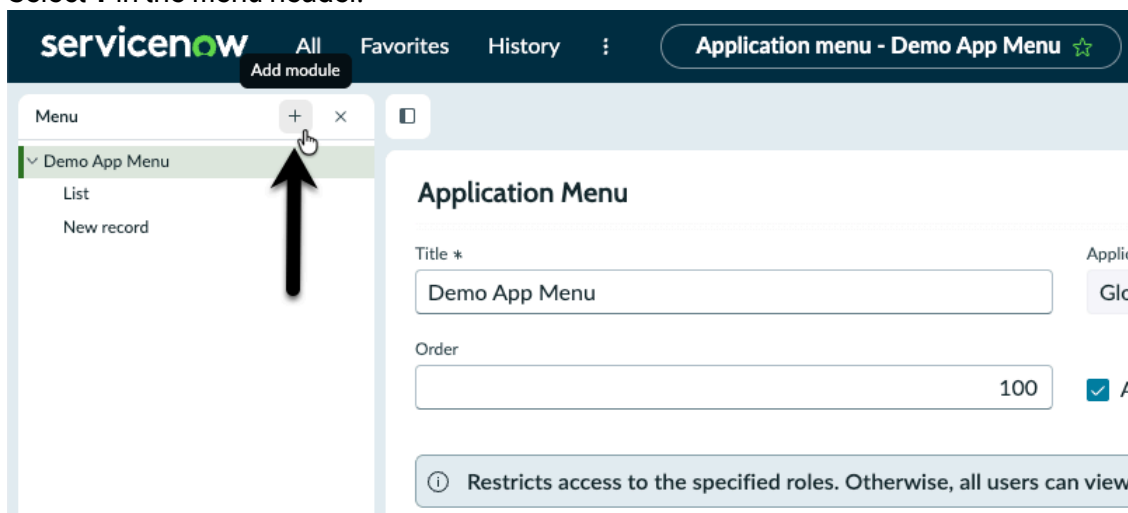 servicenow All Favorites History Application menu - Demo App Menu
Add module
Menu
Demo App Menu
List
New record
Application Menu
Title *
Demo App Menu
Order
100
Restricts access to the specified roles. Otherwise, all users can view